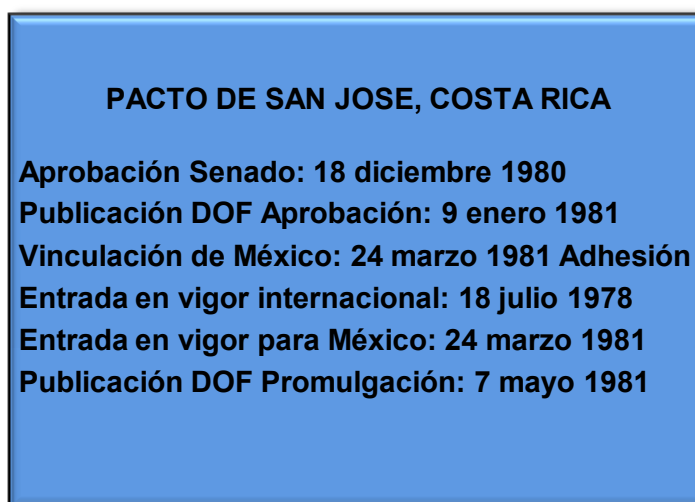 PACTO DE SAN JOSE, COSTA RICA
Aprobación Senado: 18 diciembre 1980
Publicación DOF Aprobación: 9 enero 1981
Vinculación de México: 24 marzo 1981 Adhesión
Entrada en vigor internacional: 18 julio 1978
Entrada en vigor para México: 24 marzo 1981
Publicación DOF Promulgación: 7 mayo 1981